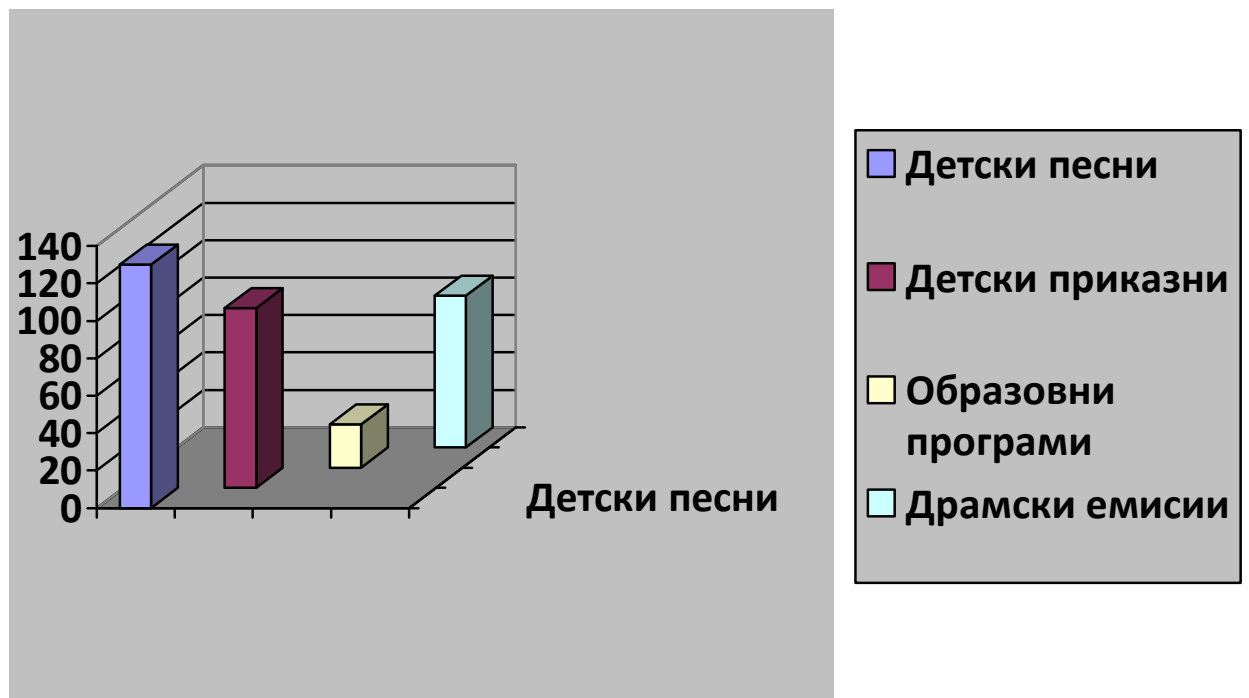 140
120
100
80
60
40
20
0
Детски песни
Детски песни
Детски приказни
Образовни
програми
Драмски емисии